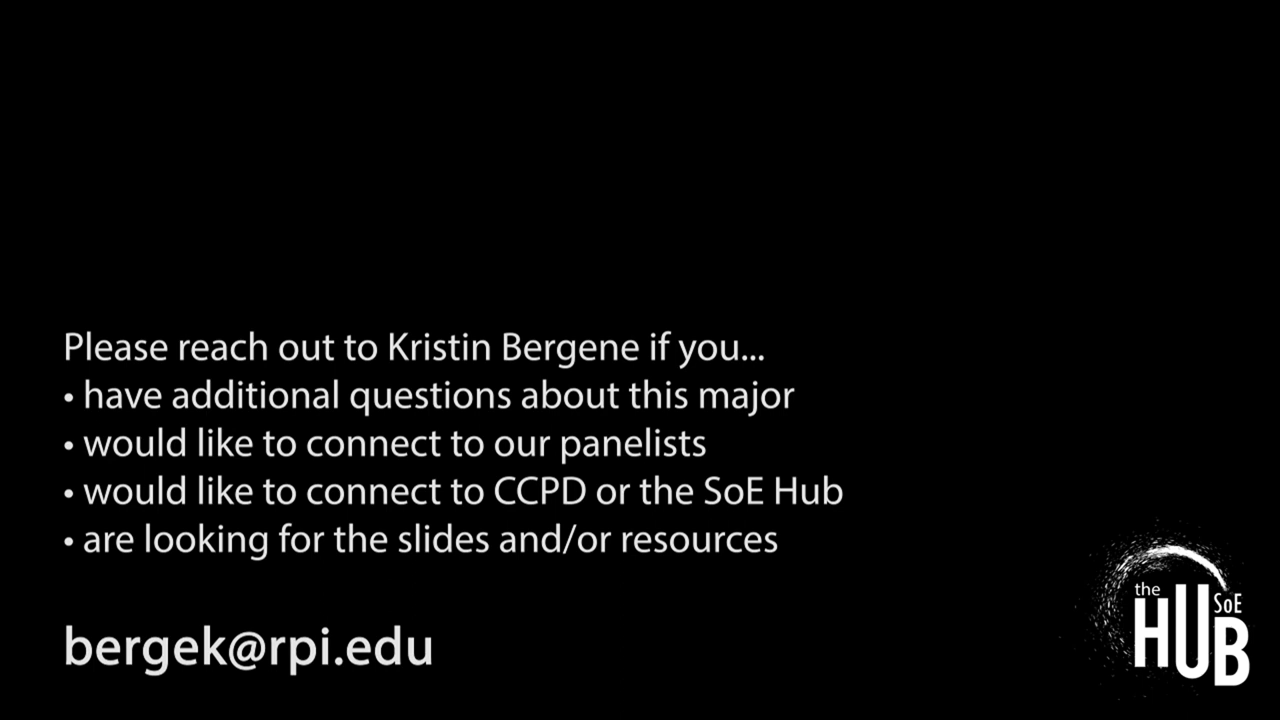 Please reach out to Kristin Bergene if you...
• have additional questions about this major
• would like to connect to our panelists
• would like to connect to CCPD or the SoE Hub
• are looking for the slides and/or resources
bergek@rpi.edu
the
SoE
HUB